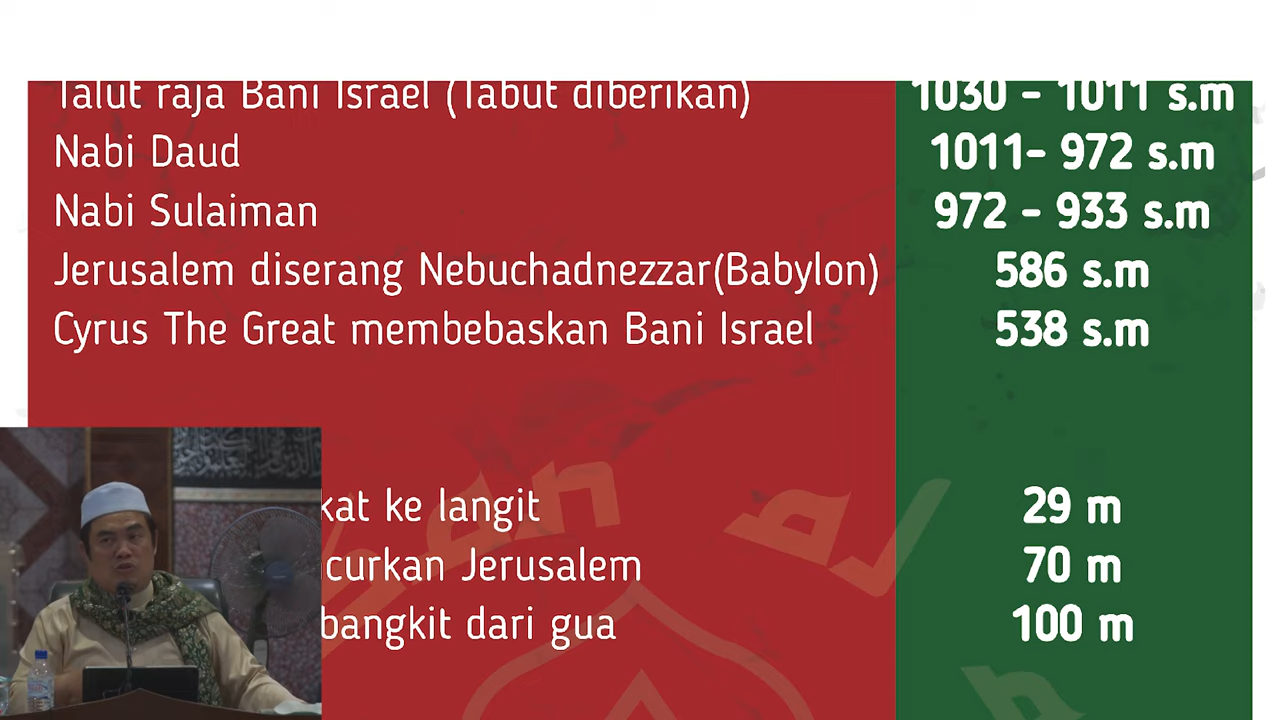 Talut raja Bani Israel (Tabut diberikan) 1030 - 1011 s.m
Nabi Daud 1011- 972 s.m
Nabi Sulaiman 972 - 933 s.m
Jerusalem diserang Nebuchadnezzar(Babylon) 586 s.m
Cyrus The Great membebaskan Bani Israel 538 s.m
kat ke langit 29 m
curkan Jerusalem 70 m
bangkit dari gua 100 m